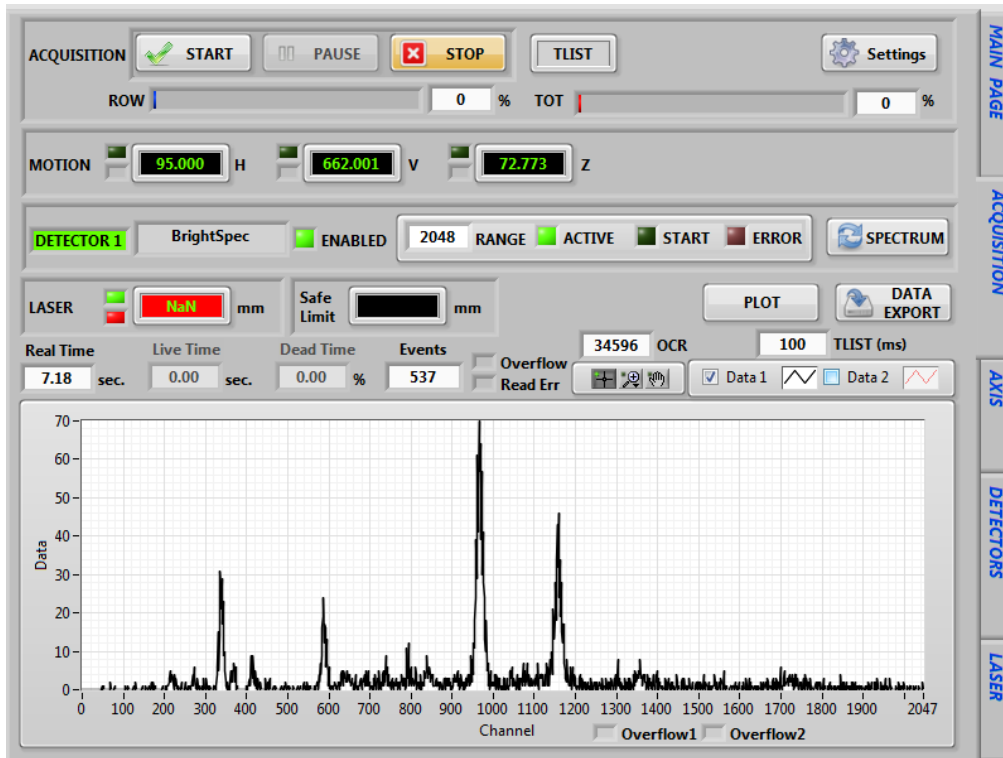 ACQUISITION START PAUSE STOP TLIST Settings
ROW 0 % TOT 0 %
MOTION 95.000 H 662.001 V 72.773 Z
DETECTOR 1 BrightSpec ENABLED 2048 RANGE ACTIVE START ERROR SPECTRUM
LASER NaN mm Safe Limit mm PLOT DATA EXPORT
34596 OCR 100 TLIST (ms)
Real Time Live Time Dead Time Events Overflow
7.18 sec. 0.00 sec. 0.00 % 537 Read Err Data 1 Data 2
70
60
50
40
30
20
10
0
Data
0 100 200 300 400 500 600 700 800 900 1000 1100 1200 1300 1400 1500 1600 1700 1800 1900 2047
Channel
Overflow1 Overflow2
MAIN PAGE
ACQUISITION
AXIS
DETECTORS
LASER